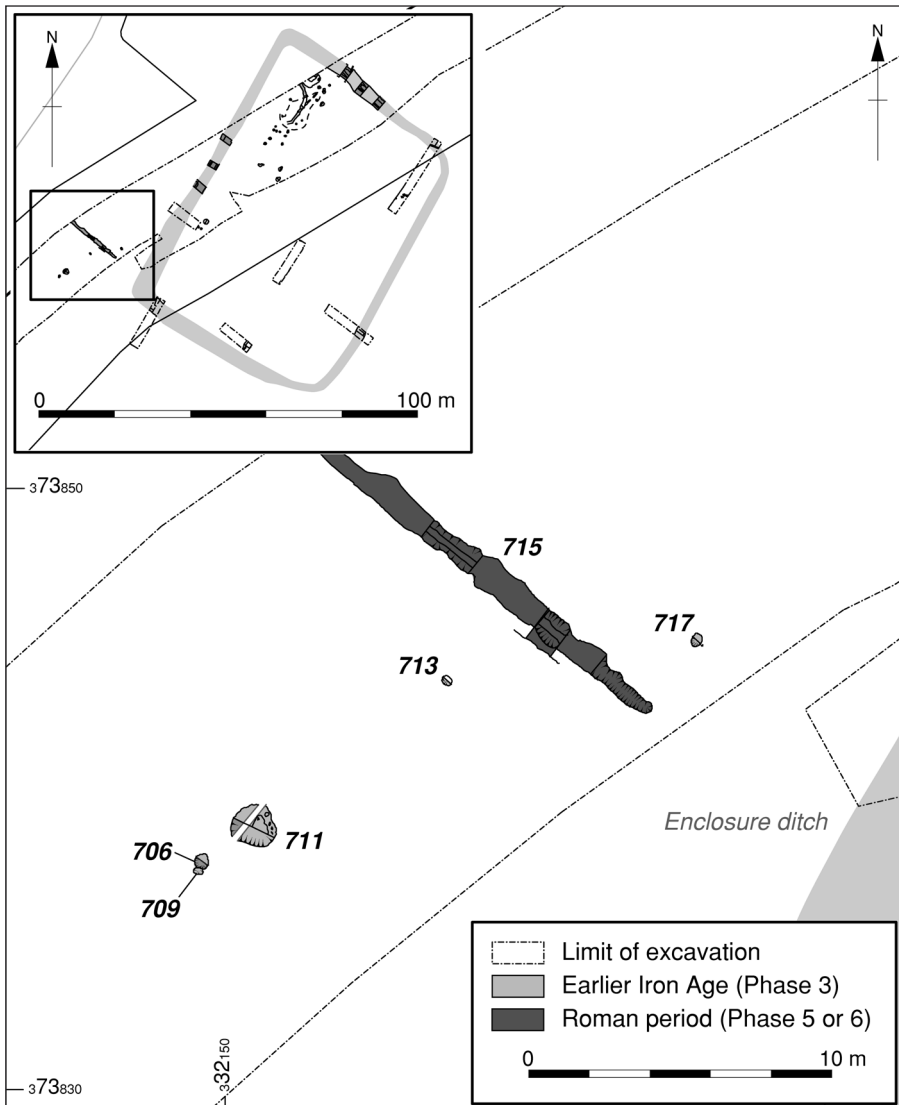 N
N
0
100 m
373850
715
717
713
Enclosure ditch
711
706
709
Limit of excavation
Earlier Iron Age (Phase 3)
Roman period (Phase 5 or 6)
0
10 m
332150
373830